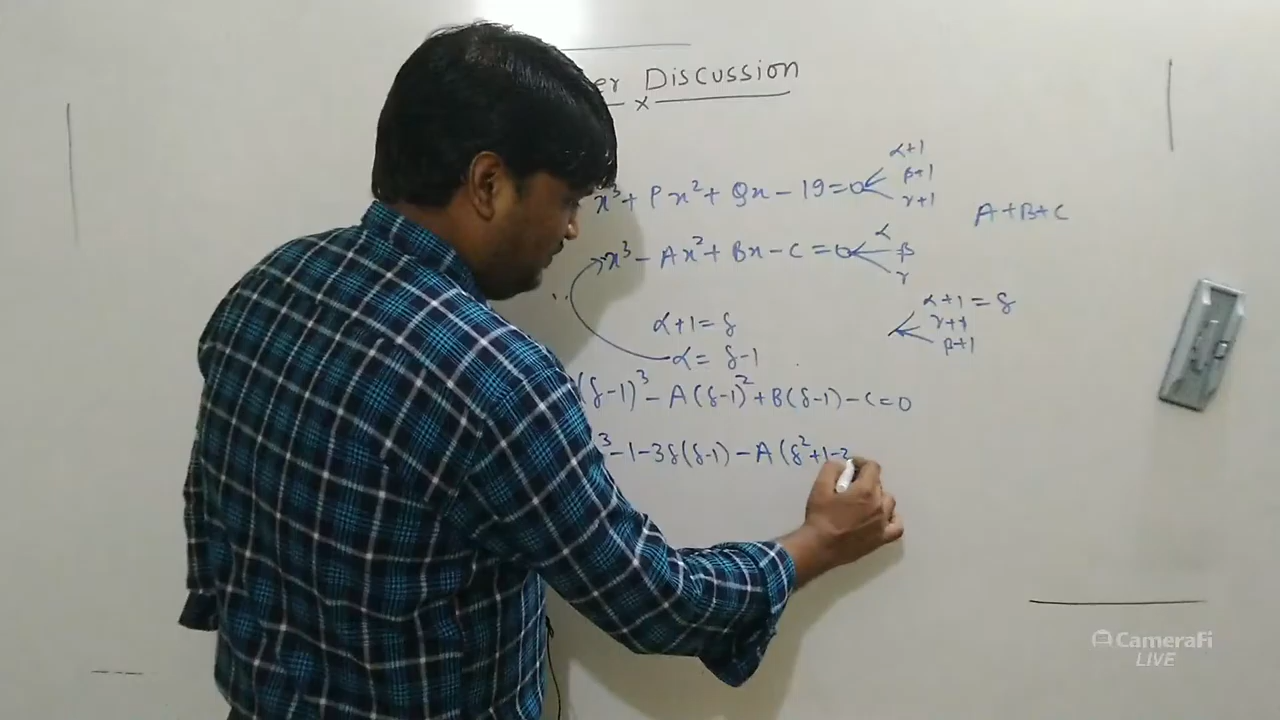 Discussion
x
x³ + Px² + Qx - 19 = 0
α+1
β+1
γ+1
A+B+C
x³ - Ax² + Bx - C = 0
α
β
γ
α+1 = δ
α+1 = δ
γ+1
β+1
α = δ-1
(δ-1)³ - A(δ-1)² + B(δ-1) - C = 0
³-1-3δ(δ-1) - A(δ²+1-2
CameraFi
LIVE